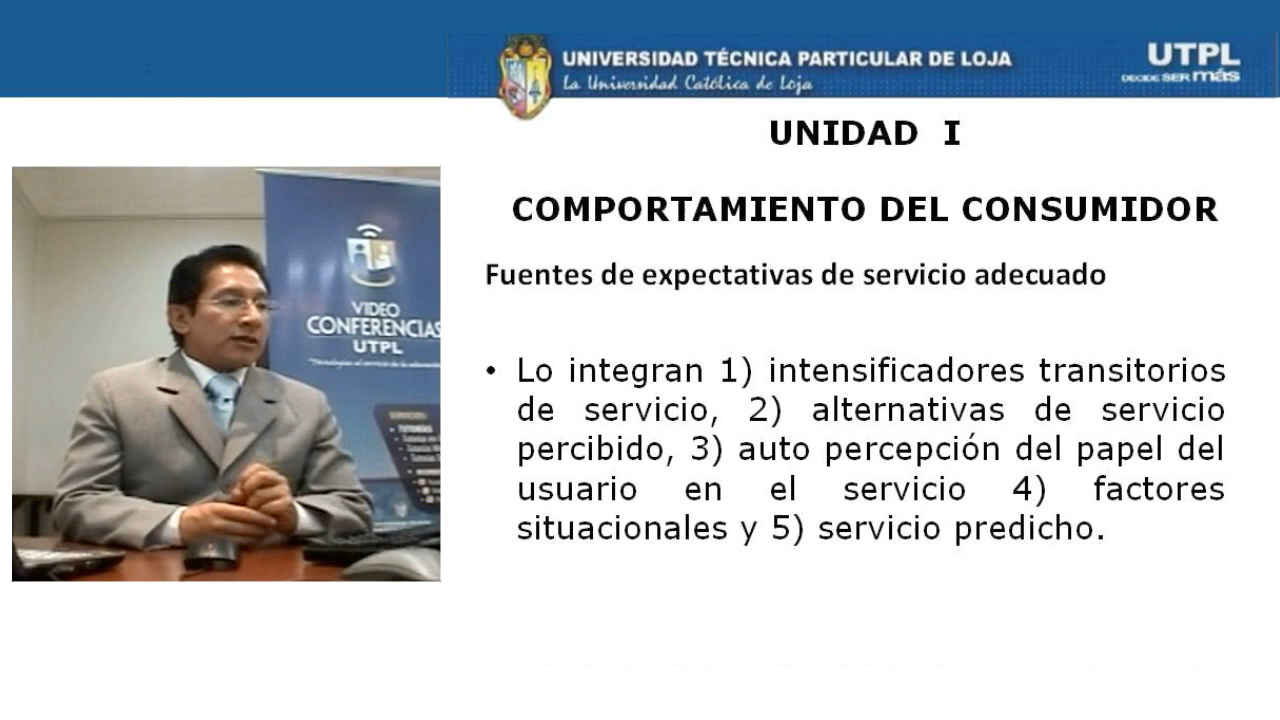 UNIVERSIDAD TÉCNICA PARTICULAR DE LOJA
La Universidad Católica de Loja
UTPL
DECIDE SER más
UNIDAD I
COMPORTAMIENTO DEL CONSUMIDOR
Fuentes de expectativas de servicio adecuado
• Lo integran 1) intensificadores transitorios
de servicio, 2) alternativas de servicio
percibido, 3) auto percepción del papel del
usuario en el servicio 4) factores
situacionales y 5) servicio predicho.
VIDEO
CONFERENCIAS
UTPL